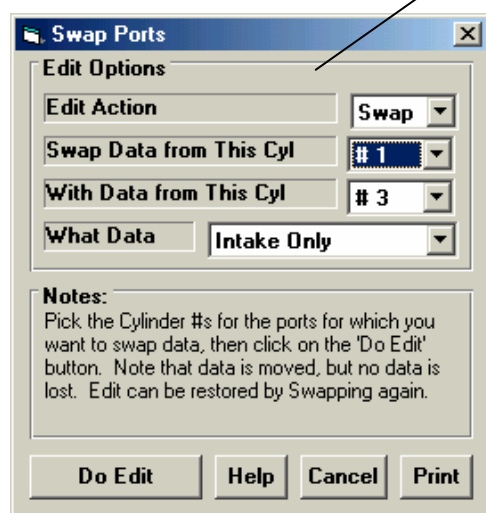 Swap Ports
Edit Options
Edit Action Swap
Swap Data from This Cyl # 1
With Data from This Cyl # 3
What Data Intake Only
Notes:
Pick the Cylinder #s for the ports for which you
want to swap data, then click on the 'Do Edit'
button. Note that data is moved, but no data is
lost. Edit can be restored by Swapping again.
Do Edit Help Cancel Print